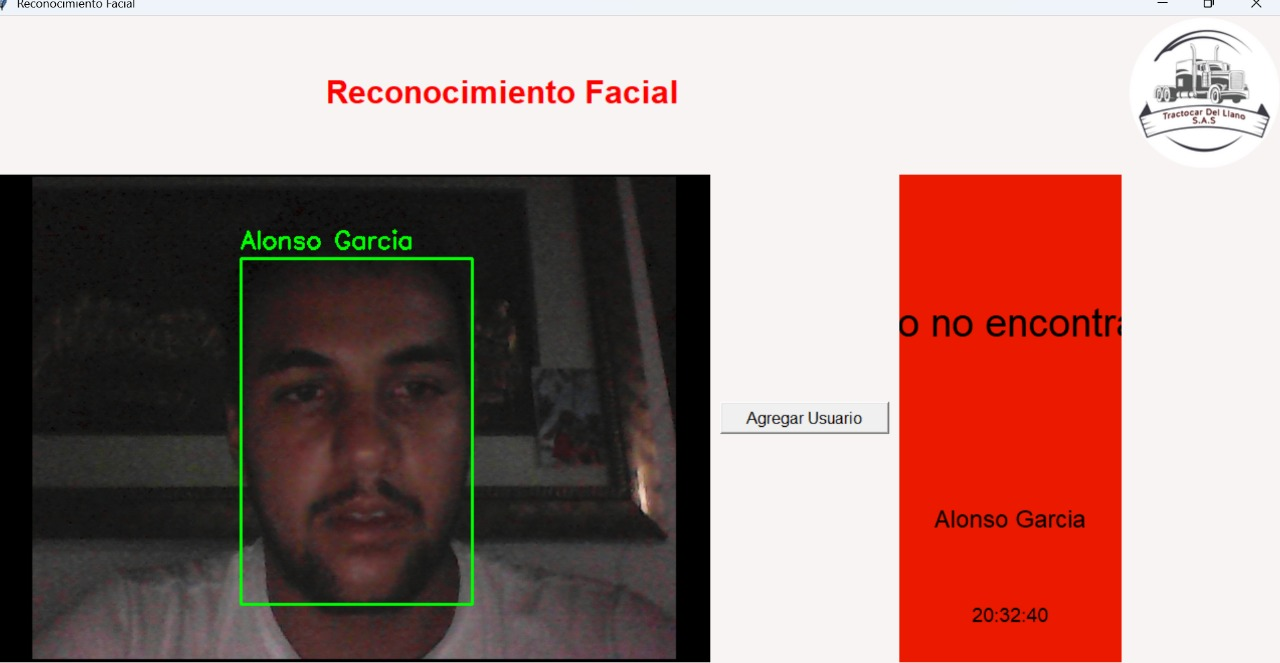 Reconocimiento Facial
Reconocimiento Facial
Tractocar Del Llano
S.A.S
Alonso Garcia
o no encontra
Agregar Usuario
Alonso Garcia
20:32:40